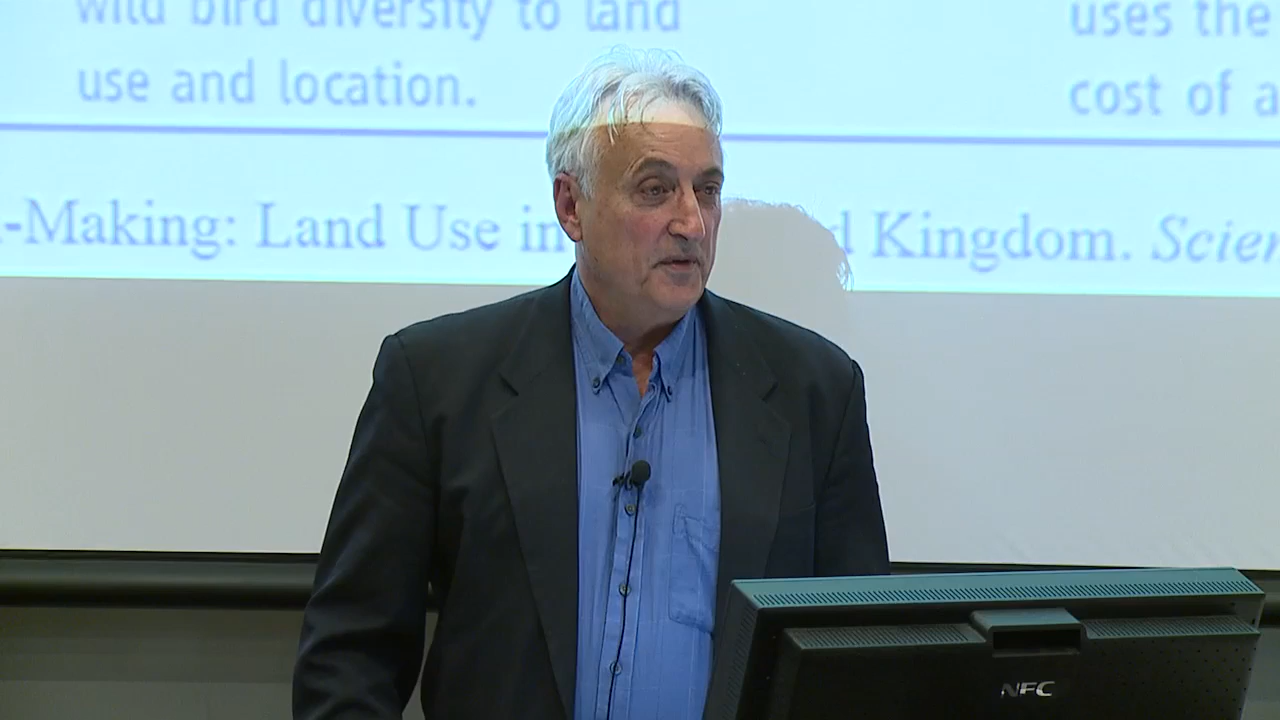 wild bird diversity to land
use and location.
uses the
cost of a
-Making: Land Use in Kingdom. Scien
NEC